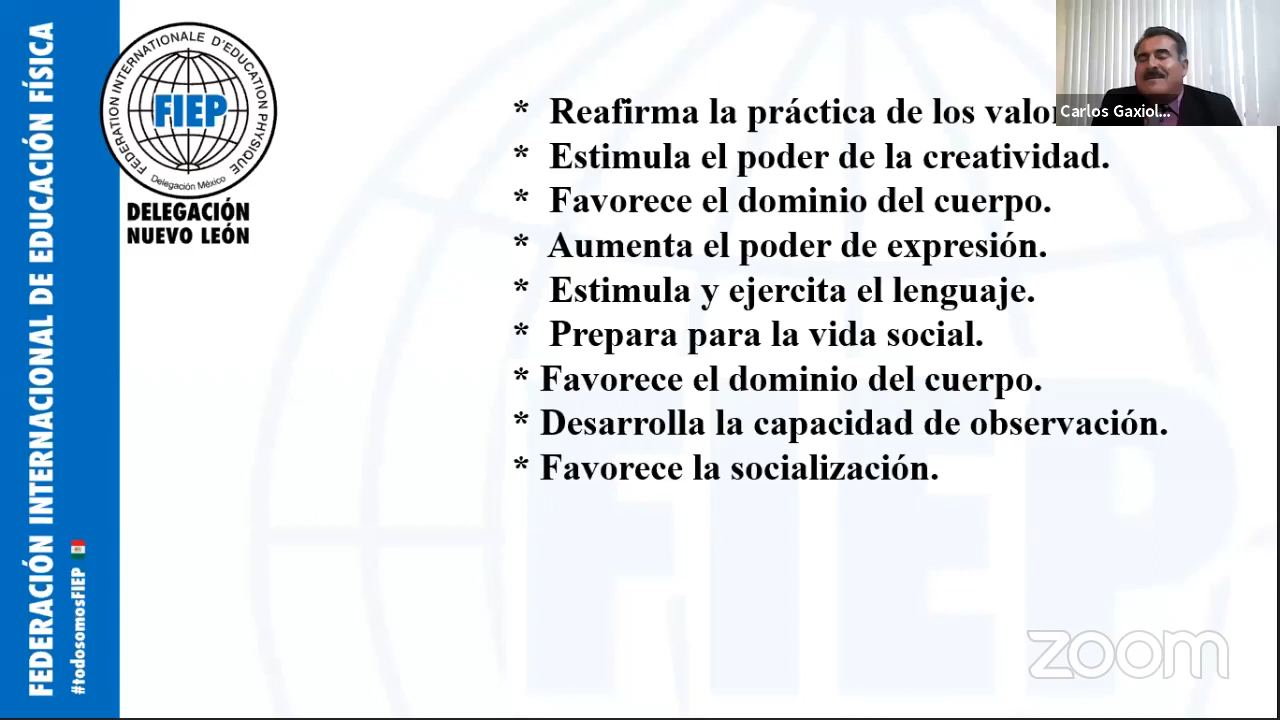 FEDERACIÓN INTERNACIONAL DE EDUCACIÓN FÍSICA
#todosomosFIEP
FEDERATION INTERNATIONALE D'EDUCATION PHYSIQUE
FIEP
Delegación México
DELEGACIÓN
NUEVO LEÓN
* Reafirma la práctica de los
* Estimula el poder de la creatividad.
* Favorece el dominio del cuerpo.
* Aumenta el poder de expresión.
* Estimula y ejercita el lenguaje.
* Prepara para la vida social.
* Favorece el dominio del cuerpo.
* Desarrolla la capacidad de observación.
* Favorece la socialización.
Carlos Gaxiol...
FIEP
zoom